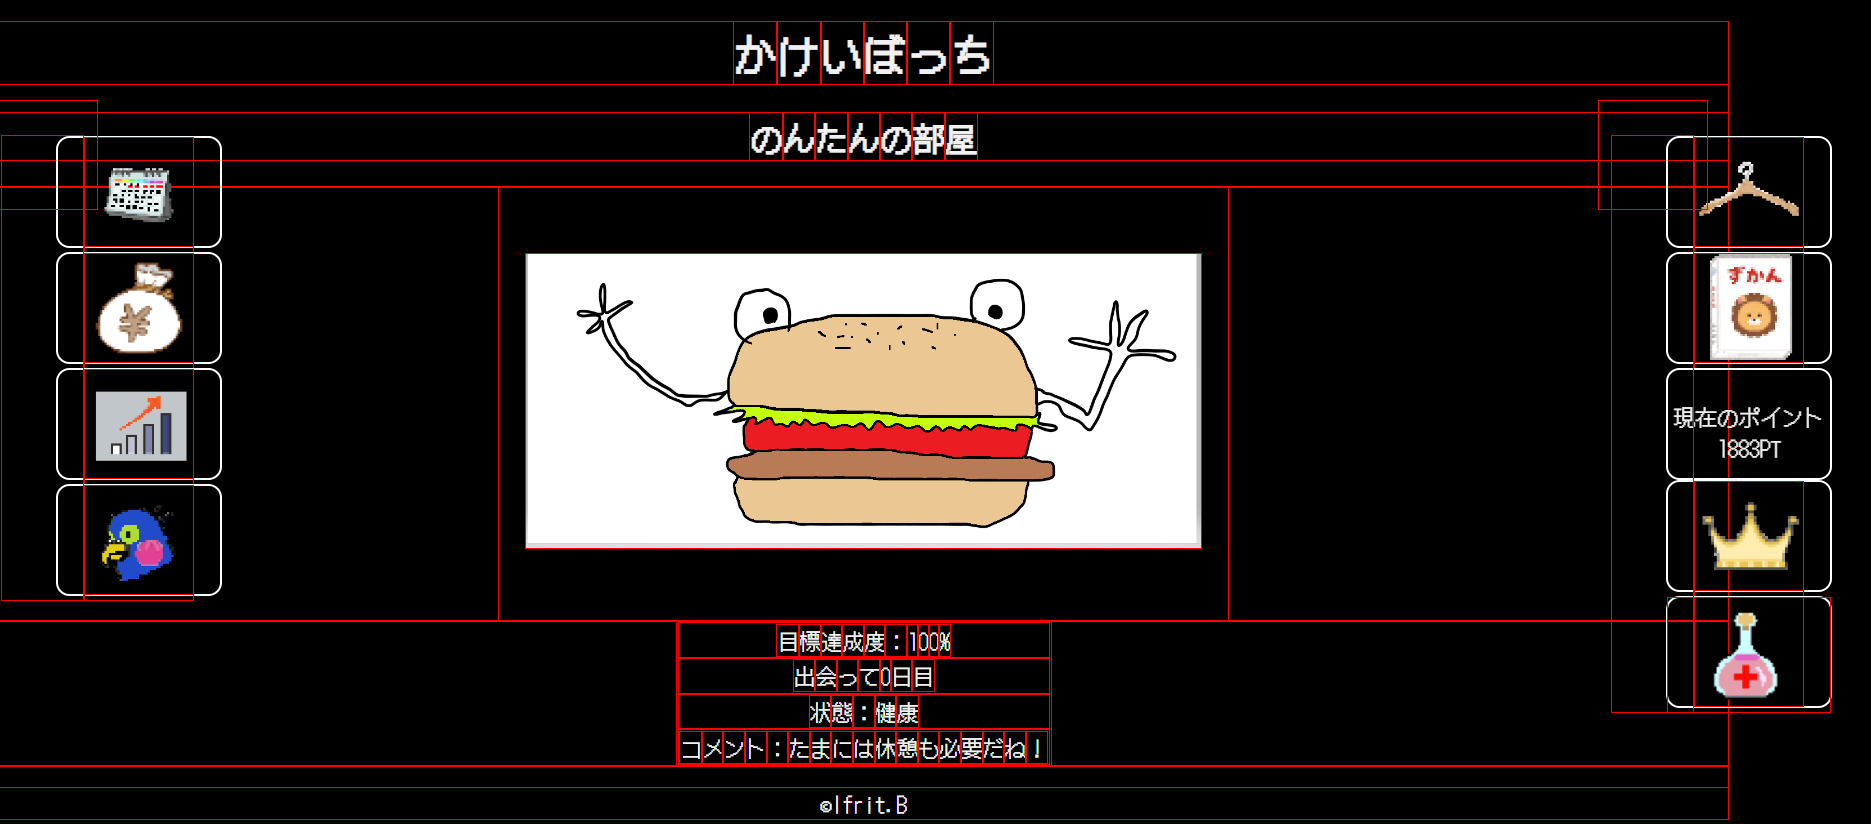 かけいぼっち
のんたんの部屋
¥
ずかん
現在のポイント
1883PT
目標達成度：100%
出会って0日目
状態：健康
コメント：たまには休憩も必要だね！
©Ifrit.B